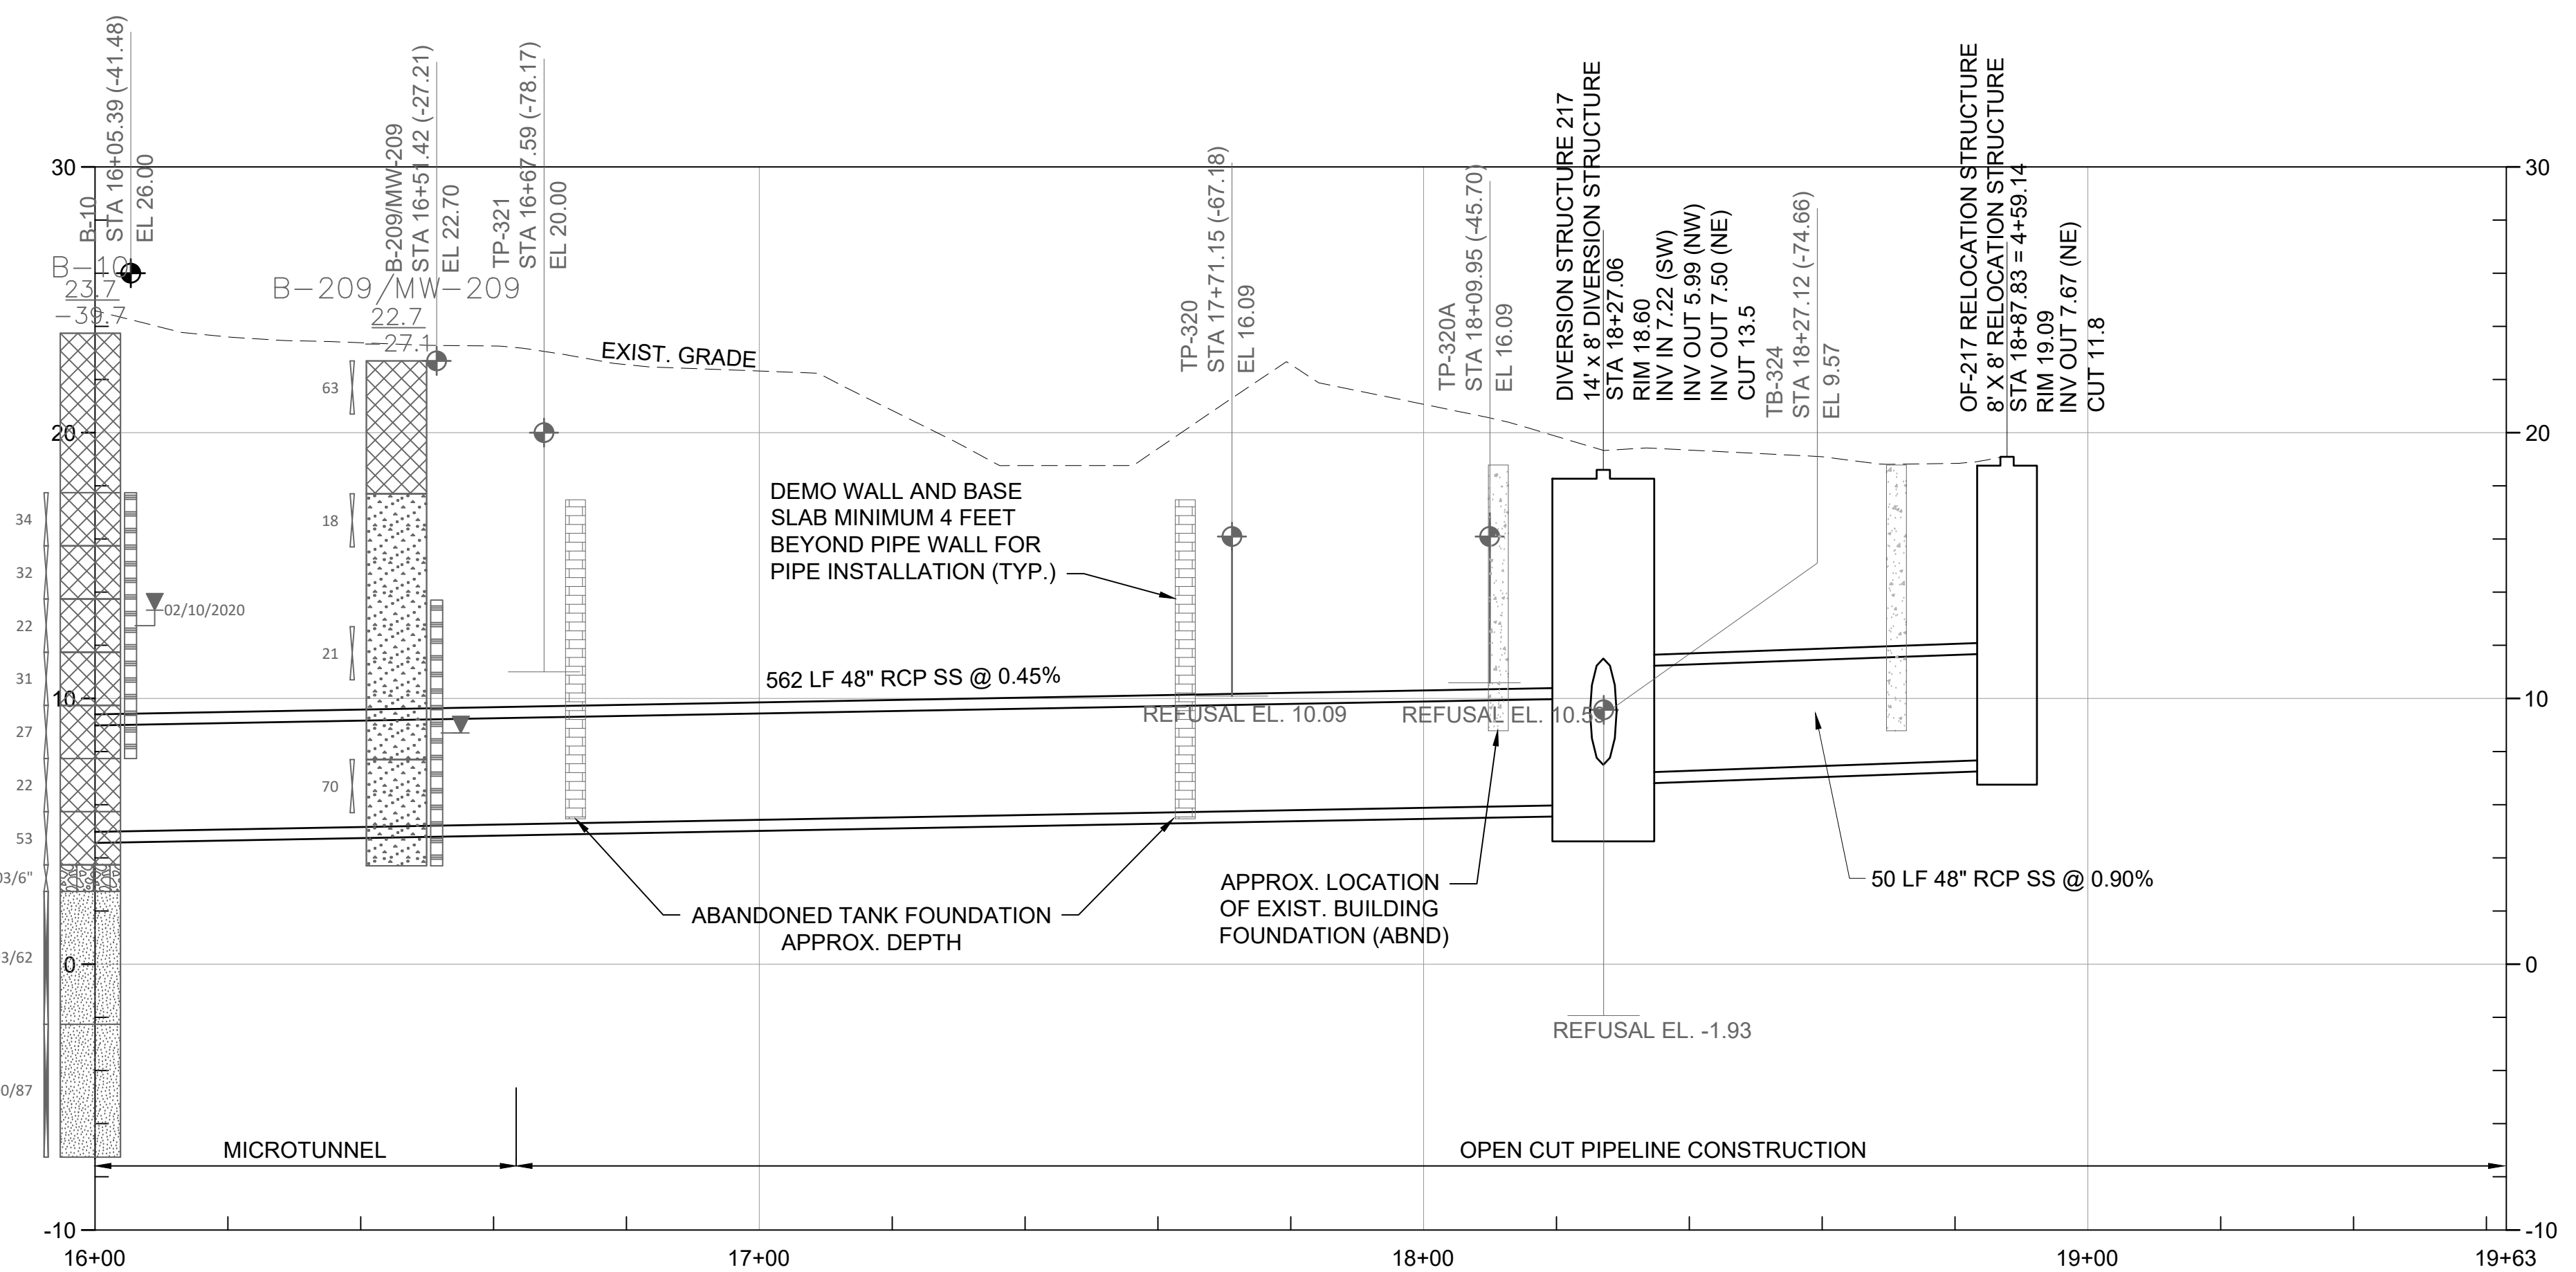 B-10
STA 16+05.39 (-41.48)
EL 26.00
B-209/MW-209
STA 16+51.42 (-27.21)
EL 22.70
TP-321
STA 16+67.59 (-78.17)
EL 20.00
TP-320
STA 17+71.15 (-67.18)
EL 16.09
TP-320A
STA 18+09.95 (-45.70)
EL 16.09
DIVERSION STRUCTURE 217
14' x 8' DIVERSION STRUCTURE
STA 18+27.06
RIM 18.60
INV IN 7.22 (SW)
INV OUT 5.99 (NW)
INV OUT 7.50 (NE)
CUT 13.5
TB-324
STA 18+27.12 (-74.66)
EL 9.57
OF-217 RELOCATION STRUCTURE
8' X 8' RELOCATION STRUCTURE
STA 18+87.83 = 4+59.14
RIM 19.09
INV OUT 7.67 (NE)
CUT 11.8
30
30
B-10
23.7
-39.7
B-209/MW-209
22.7
-27.1
EXIST. GRADE
63
20
20
DEMO WALL AND BASE
SLAB MINIMUM 4 FEET
BEYOND PIPE WALL FOR
PIPE INSTALLATION (TYP.)
34
18
32
02/10/2020
22
21
31
562 LF 48" RCP SS @ 0.45%
10
10
REFUSAL EL. 10.09
REFUSAL EL. 10.59
27
22
70
53
03/6"
50 LF 48" RCP SS @ 0.90%
APPROX. LOCATION
OF EXIST. BUILDING
FOUNDATION (ABND)
ABANDONED TANK FOUNDATION
APPROX. DEPTH
3/62
0
0
REFUSAL EL. -1.93
0/87
MICROTUNNEL
OPEN CUT PIPELINE CONSTRUCTION
-10
-10
16+00
17+00
18+00
19+00
19+63